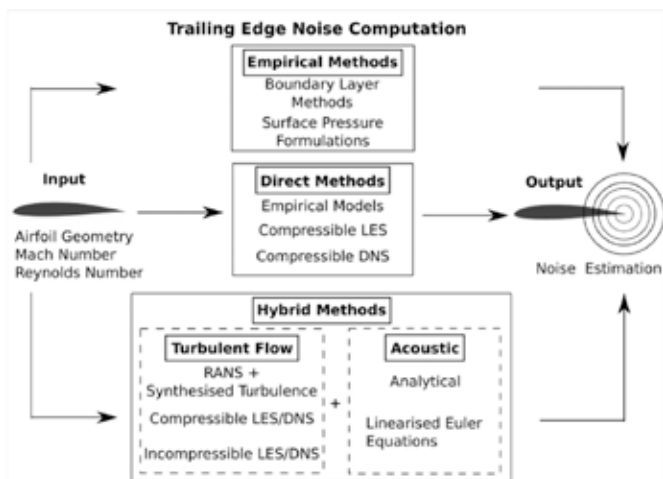 Trailing Edge Noise Computation
Empirical Methods
Boundary Layer
Methods
Surface Pressure
Formulations
Input
Airfoil Geometry
Mach Number
Reynolds Number
Direct Methods
Empirical Models
Compressible LES
Compressible DNS
Output
Noise Estimation
Hybrid Methods
Turbulent Flow
RANS +
Synthesised Turbulence
Compressible LES/DNS
Incompressible LES/DNS
+
Acoustic
Analytical
Linearised Euler
Equations